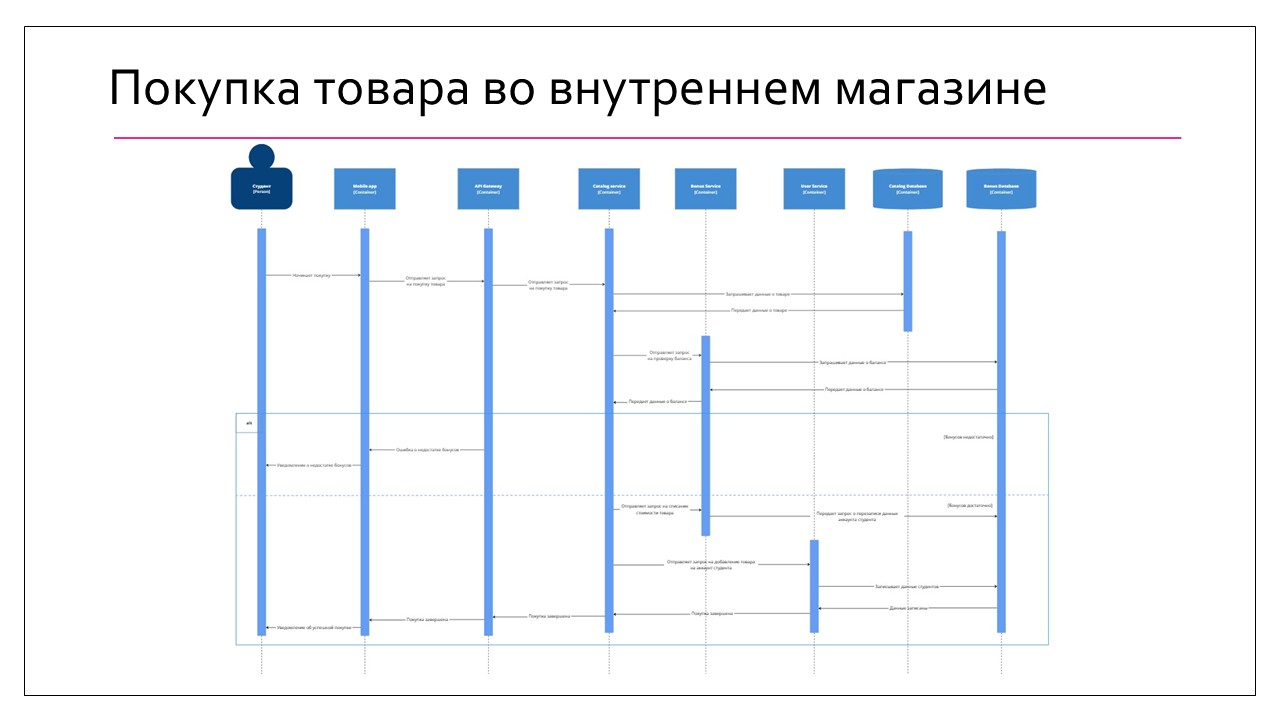 Покупка товара во внутреннем магазине
Студент
[Person]
Mobile app
[Container]
API Gateway
[Container]
Catalog service
[Container]
Bonus Service
[Container]
User Service
[Container]
Catalog Database
[Container]
Bonus Database
[Container]
Начинает покупку
Отправляет запрос
на покупку товара
Отправляет запрос
на покупку товара
Запрашивает данные о товаре
Передает данные о товаре
Отправляет запрос
на проверку баланса
Запрашивает данные о балансе
Передает данные о балансе
Передает данные о балансе
alt
[Бонусов недостаточно]
Ошибка о недостатке бонусов
Уведомление о недостатке бонусов
[Бонусов достаточно]
Отправляет запрос на списание
стоимости товара
Передает запрос о перезаписи данных
аккаунта студента
Отправляет запрос на добавление товара
на аккаунт студента
Записывает данные студентов
Данные записаны
Покупка завершена
Покупка завершена
Покупка завершена
Уведомление об успешной покупке